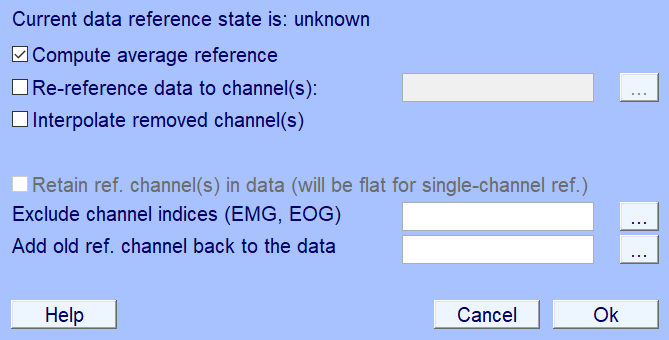 Current data reference state is: unknown
Compute average reference
Re-reference data to channel(s):
...
Interpolate removed channel(s)
Retain ref. channel(s) in data (will be flat for single-channel ref.)
Exclude channel indices (EMG, EOG)
...
Add old ref. channel back to the data
...
Help Cancel Ok